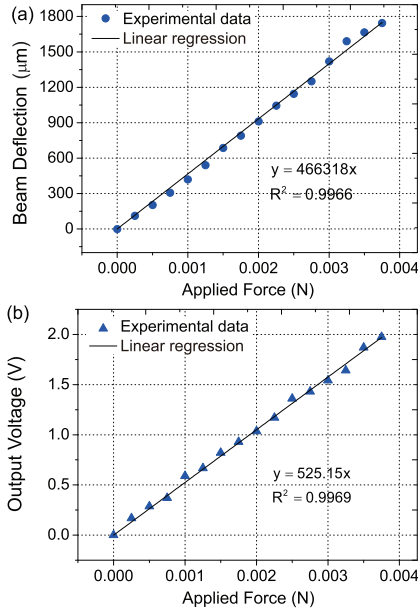 (a)
Experimental data
Linear regression
1800
1500
1200
900
600
300
0
Beam Deflection (μm)
y = 466318x
R² = 0.9966
0.000 0.001 0.002 0.003 0.004
Applied Force (N)
(b)
Experimental data
Linear regression
2.0
1.5
1.0
0.5
0.0
Output Voltage (V)
y = 525.15x
R² = 0.9969
0.000 0.001 0.002 0.003 0.004
Applied Force (N)